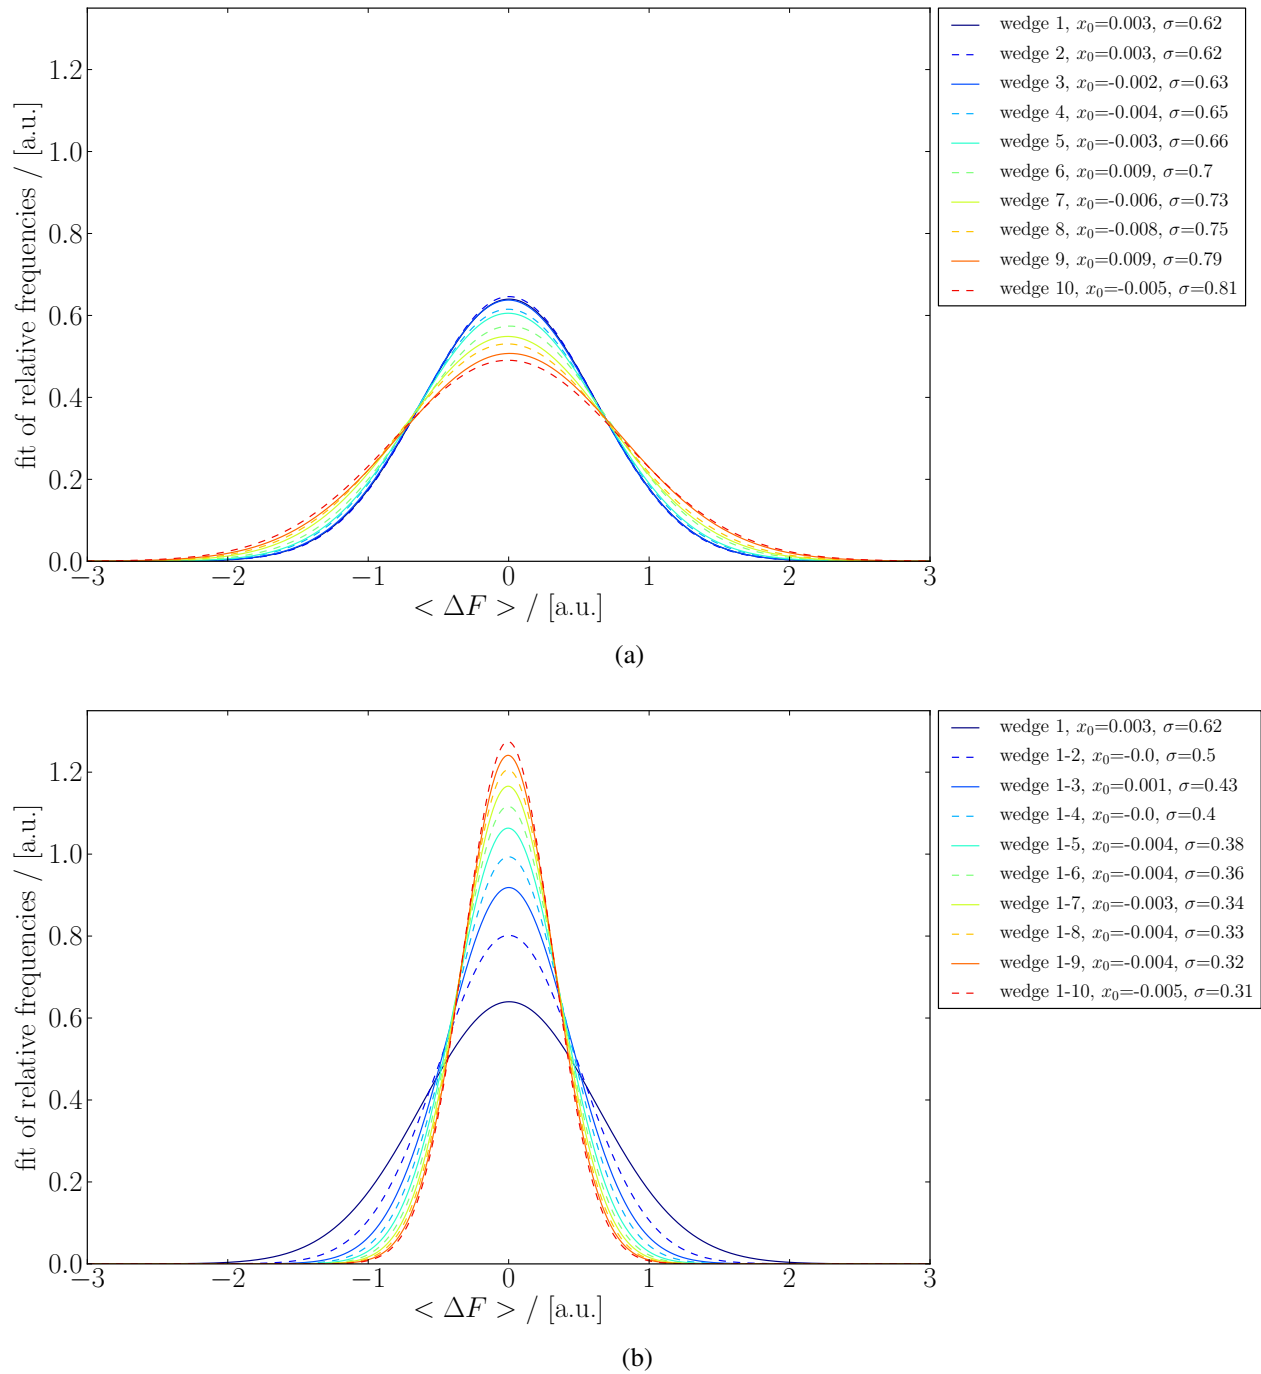 1.2
1.0
0.8
0.6
0.4
0.2
0.0
fit of relative frequencies / [a.u.]
−3 −2 −1 0 1 2 3
< ΔF > / [a.u.]
wedge 1, x₀=0.003, σ=0.62
wedge 2, x₀=0.003, σ=0.62
wedge 3, x₀=-0.002, σ=0.63
wedge 4, x₀=-0.004, σ=0.65
wedge 5, x₀=-0.003, σ=0.66
wedge 6, x₀=0.009, σ=0.7
wedge 7, x₀=-0.006, σ=0.73
wedge 8, x₀=-0.008, σ=0.75
wedge 9, x₀=0.009, σ=0.79
wedge 10, x₀=-0.005, σ=0.81
(a)
1.2
1.0
0.8
0.6
0.4
0.2
0.0
fit of relative frequencies / [a.u.]
−3 −2 −1 0 1 2 3
< ΔF > / [a.u.]
wedge 1, x₀=0.003, σ=0.62
wedge 1-2, x₀=-0.0, σ=0.5
wedge 1-3, x₀=0.001, σ=0.43
wedge 1-4, x₀=-0.0, σ=0.4
wedge 1-5, x₀=-0.004, σ=0.38
wedge 1-6, x₀=-0.004, σ=0.36
wedge 1-7, x₀=-0.003, σ=0.34
wedge 1-8, x₀=-0.004, σ=0.33
wedge 1-9, x₀=-0.004, σ=0.32
wedge 1-10, x₀=-0.005, σ=0.31
(b)